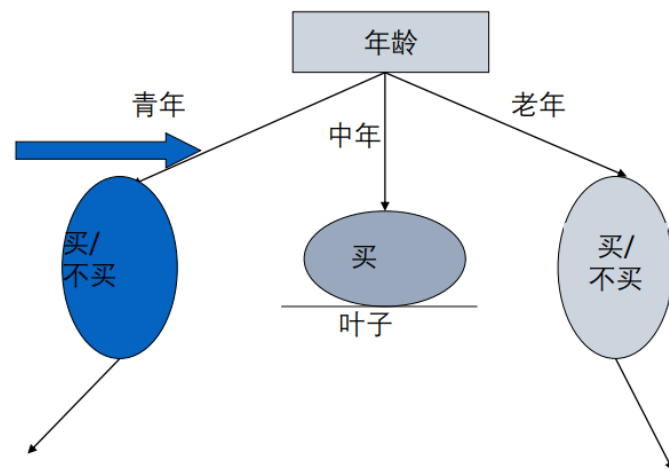 年龄
青年
中年
老年
买/
不买
买
买/
不买
叶子